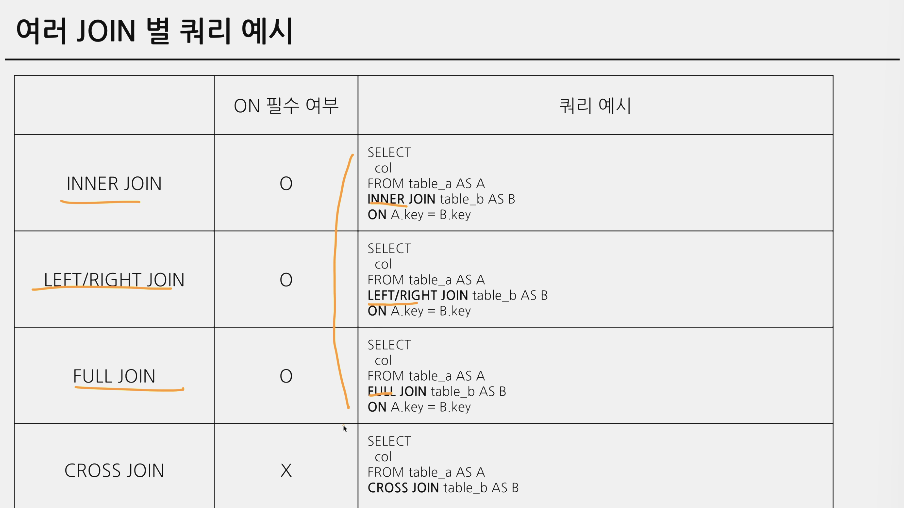 여러 JOIN 별 쿼리 예시
ON 필수 여부
쿼리 예시
INNER JOIN
O
SELECT
col
FROM table_a AS A
INNER JOIN table_b AS B
ON A.key = B.key
LEFT/RIGHT JOIN
O
SELECT
col
FROM table_a AS A
LEFT/RIGHT JOIN table_b AS B
ON A.key = B.key
FULL JOIN
O
SELECT
col
FROM table_a AS A
FULL JOIN table_b AS B
ON A.key = B.key
CROSS JOIN
X
SELECT
col
FROM table_a AS A
CROSS JOIN table_b AS B